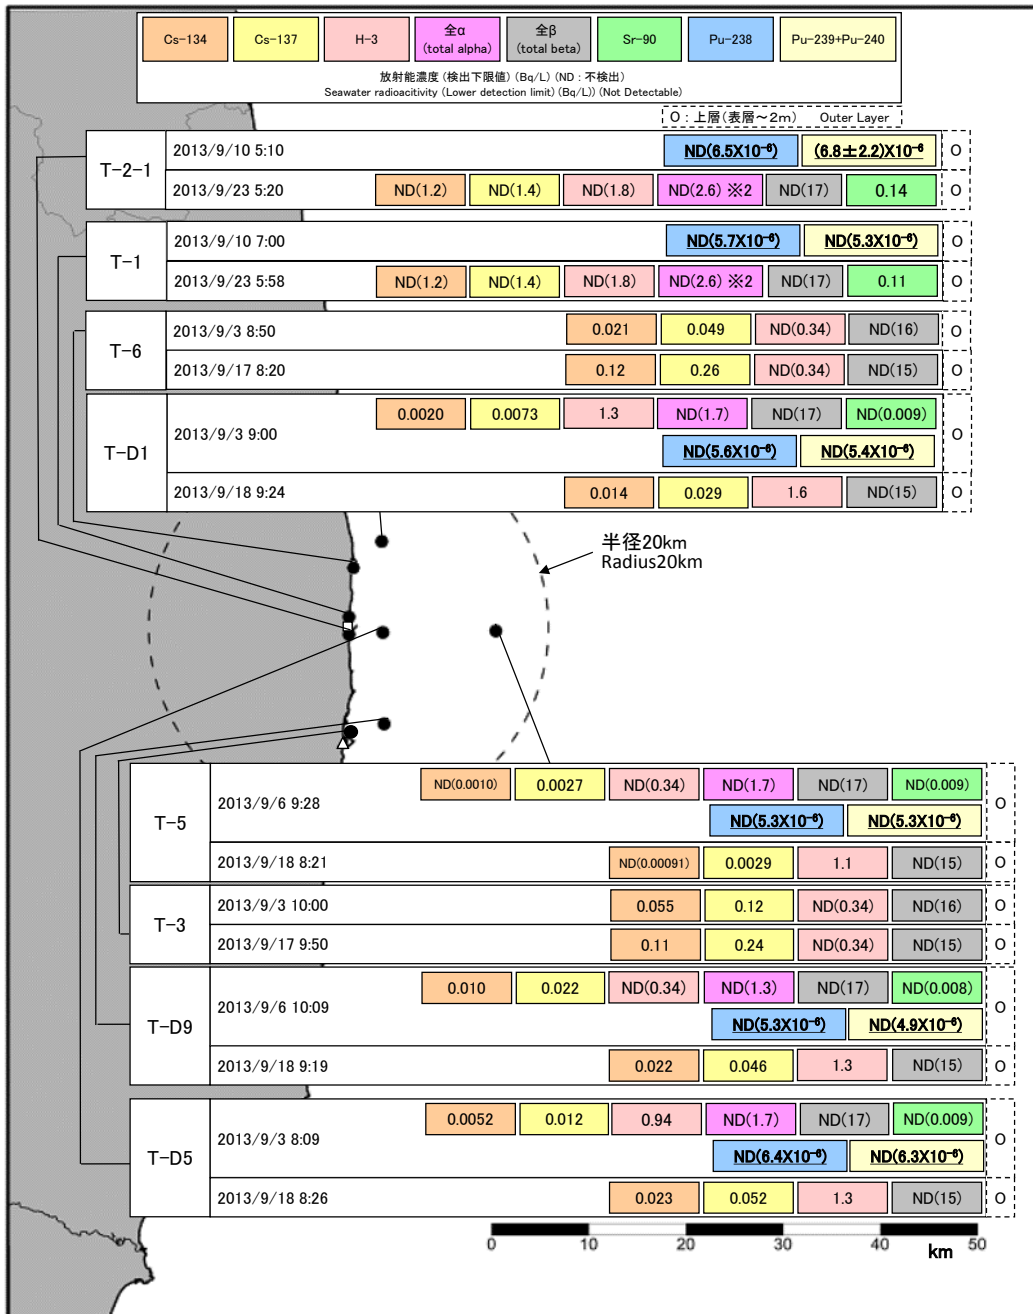 Cs-134 Cs-137 H-3 全α 全β Sr-90 Pu-238 Pu-239+Pu-240
(total alpha) (total beta)
放射能濃度 (検出下限値) (Bq/L) (ND : 不検出)
Seawater radioacitivity (Lower detection limit) (Bq/L)) (Not Detectable)
O : 上層(表層~2m) Outer Layer
T-2-1
2013/9/10 5:10 ND(6.5X10⁻⁶) (6.8±2.2)X10⁻⁶ O
2013/9/23 5:20 ND(1.2) ND(1.4) ND(1.8) ND(2.6) ※2 ND(17) 0.14 O
T-1
2013/9/10 7:00 ND(5.7X10⁻⁶) ND(5.3X10⁻⁶) O
2013/9/23 5:58 ND(1.2) ND(1.4) ND(1.8) ND(2.6) ※2 ND(17) 0.11 O
T-6
2013/9/3 8:50 0.021 0.049 ND(0.34) ND(16) O
2013/9/17 8:20 0.12 0.26 ND(0.34) ND(15) O
T-D1
2013/9/3 9:00 0.0020 0.0073 1.3 ND(1.7) ND(17) ND(0.009) O
ND(5.6X10⁻⁶) ND(5.4X10⁻⁶)
2013/9/18 9:24 0.014 0.029 1.6 ND(15) O
半径20km
Radius20km
T-5
2013/9/6 9:28 ND(0.0010) 0.0027 ND(0.34) ND(1.7) ND(17) ND(0.009) O
ND(5.3X10⁻⁶) ND(5.3X10⁻⁶)
2013/9/18 8:21 ND(0.00091) 0.0029 1.1 ND(15) O
T-3
2013/9/3 10:00 0.055 0.12 ND(0.34) ND(16) O
2013/9/17 9:50 0.11 0.24 ND(0.34) ND(15) O
T-D9
2013/9/6 10:09 0.010 0.022 ND(0.34) ND(1.3) ND(17) ND(0.008) O
ND(5.3X10⁻⁶) ND(4.9X10⁻⁶)
2013/9/18 9:19 0.022 0.046 1.3 ND(15) O
T-D5
2013/9/3 8:09 0.0052 0.012 0.94 ND(1.7) ND(17) ND(0.009) O
ND(6.4X10⁻⁶) ND(6.3X10⁻⁶)
2013/9/18 8:26 0.023 0.052 1.3 ND(15) O
0 10 20 30 40 50
km